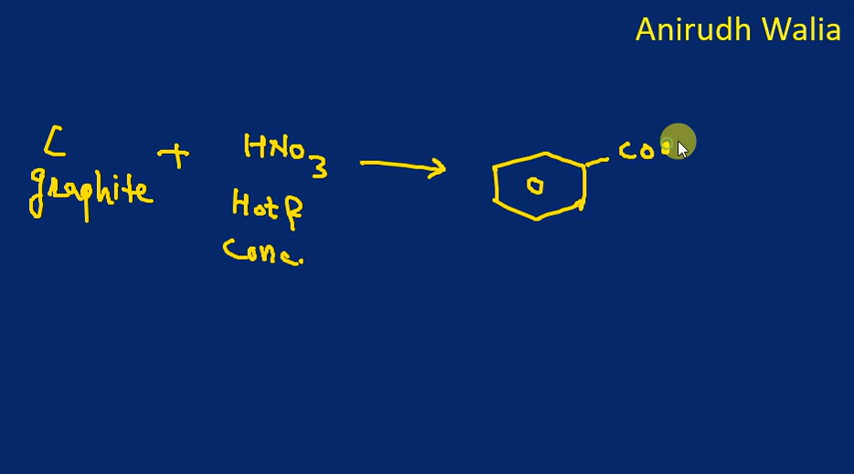 Anirudh Walia
C + HNO3 → CO
graphite
Hot &
Conc.